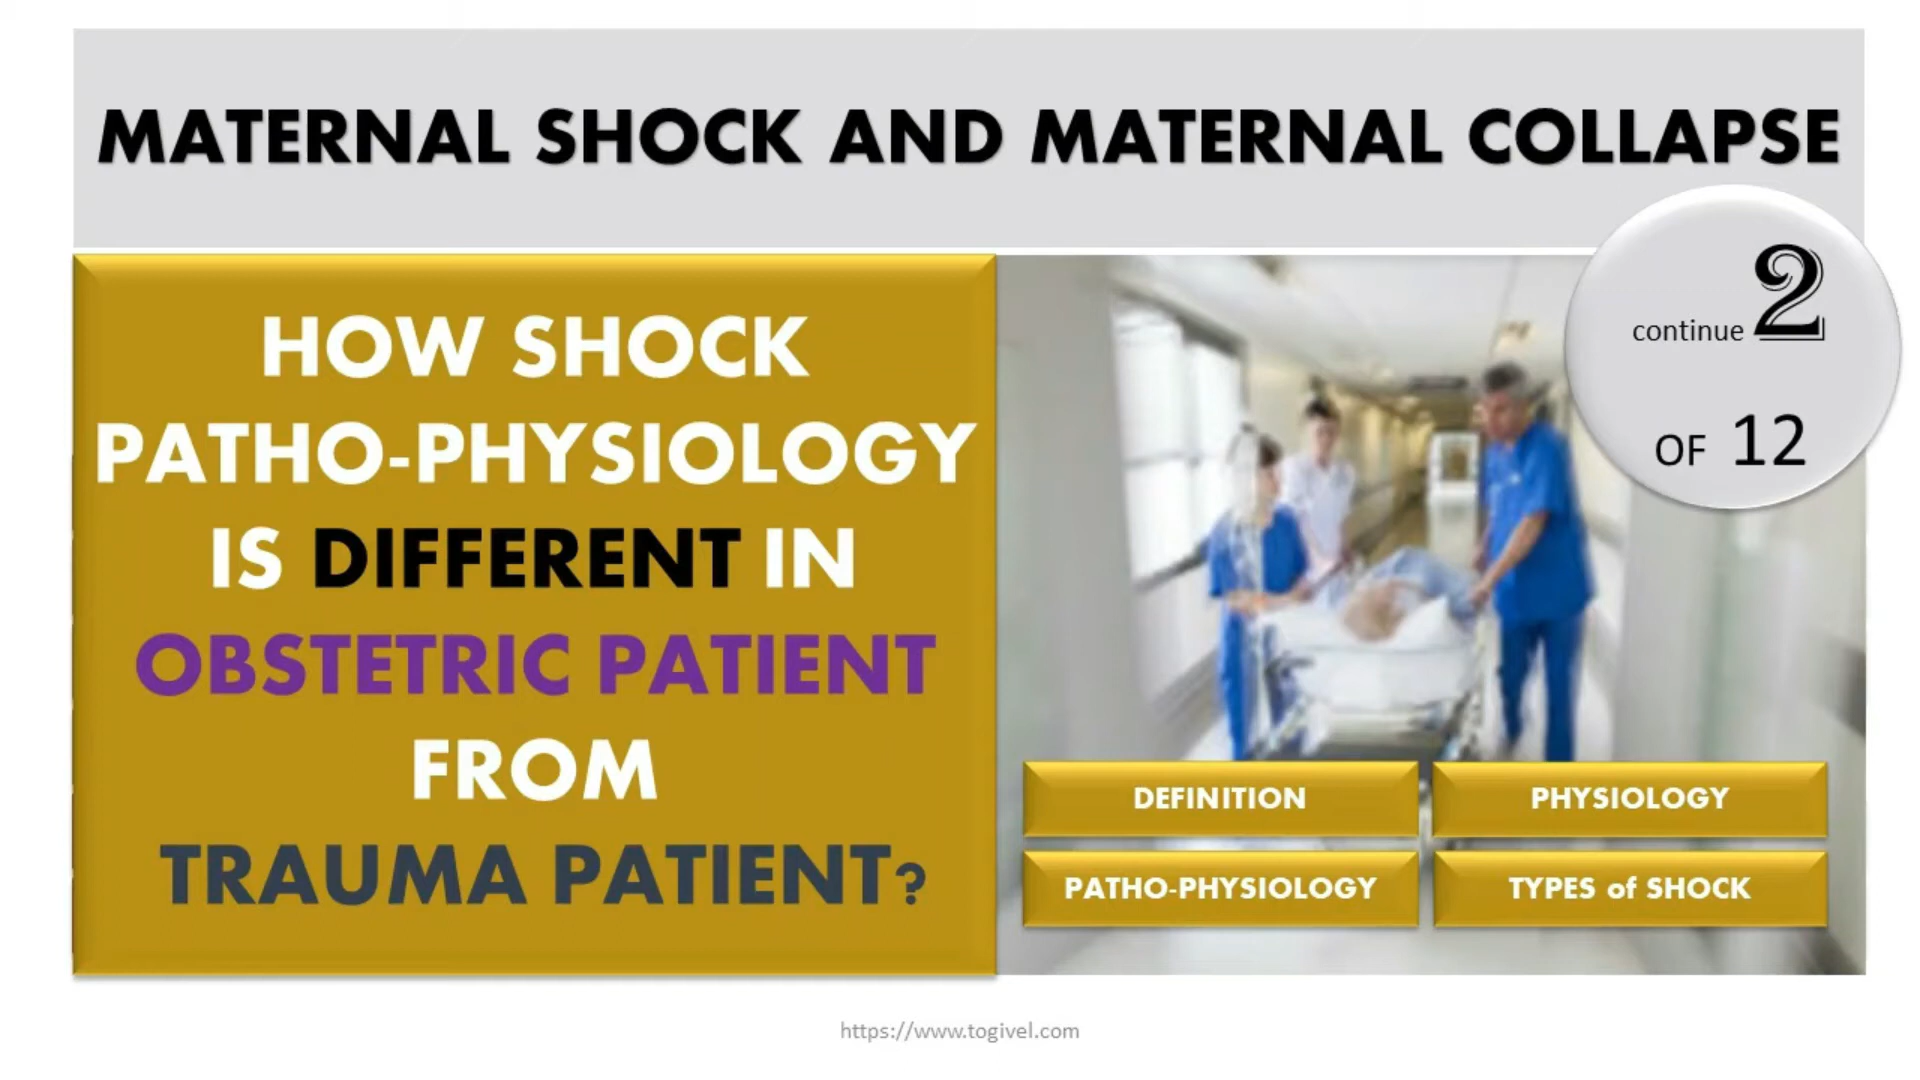 MATERNAL SHOCK AND MATERNAL COLLAPSE
continue 2
OF 12
HOW SHOCK
PATHO-PHYSIOLOGY
IS DIFFERENT IN
OBSTETRIC PATIENT
FROM
TRAUMA PATIENT?
DEFINITION
PHYSIOLOGY
PATHO-PHYSIOLOGY
TYPES of SHOCK
https://www.togivel.com